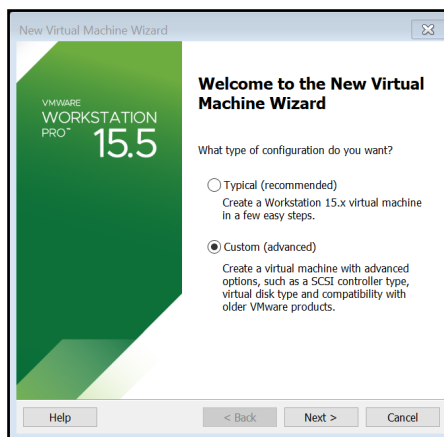 New Virtual Machine Wizard
VMWARE
WORKSTATION
PRO™ 15.5
Welcome to the New Virtual
Machine Wizard
What type of configuration do you want?
Typical (recommended)
Create a Workstation 15.x virtual machine
in a few easy steps.
Custom (advanced)
Create a virtual machine with advanced
options, such as a SCSI controller type,
virtual disk type and compatibility with
older VMware products.
Help
< Back
Next >
Cancel